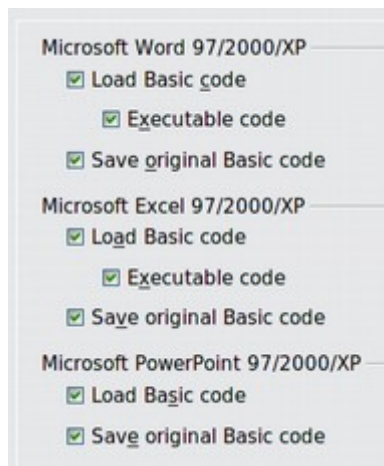 Microsoft Word 97/2000/XP
Load Basic code
Executable code
Save original Basic code
Microsoft Excel 97/2000/XP
Load Basic code
Executable code
Save original Basic code
Microsoft PowerPoint 97/2000/XP
Load Basic code
Save original Basic code